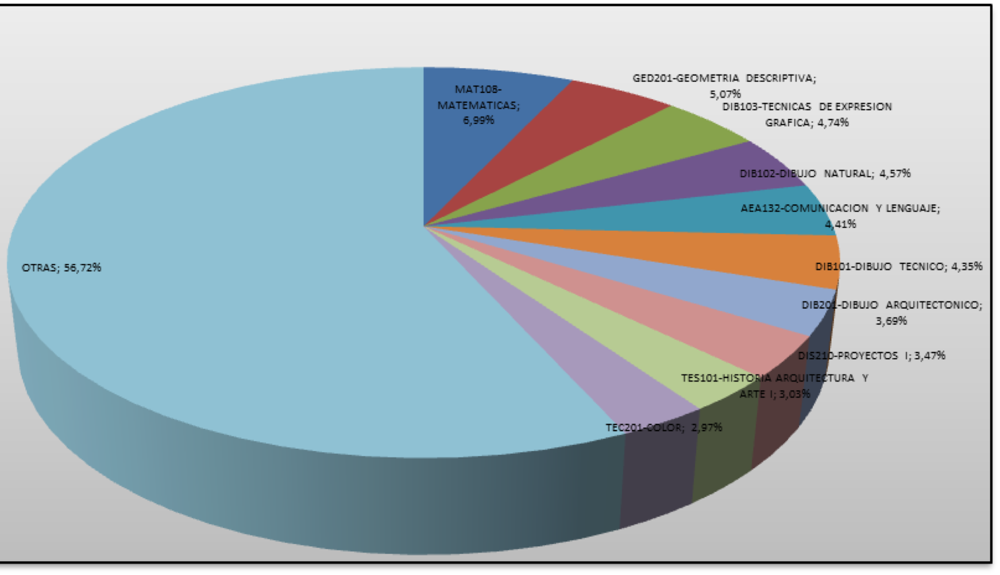 MAT108-
MATEMATICAS;
6,99%
GED201-GEOMETRIA DESCRIPTIVA;
5,07%
DIB103-TECNICAS DE EXPRESION
GRAFICA; 4,74%
DIB102-DIBUJO NATURAL; 4,57%
AEA132-COMUNICACION Y LENGUAJE;
4,41%
DIB101-DIBUJO TECNICO; 4,35%
DIB201-DIBUJO ARQUITECTONICO;
3,69%
DIS210-PROYECTOS I; 3,47%
TES101-HISTORIA ARQUITECTURA Y
ARTE I; 3,03%
TEC201-COLOR; 2,97%
OTRAS; 56,72%